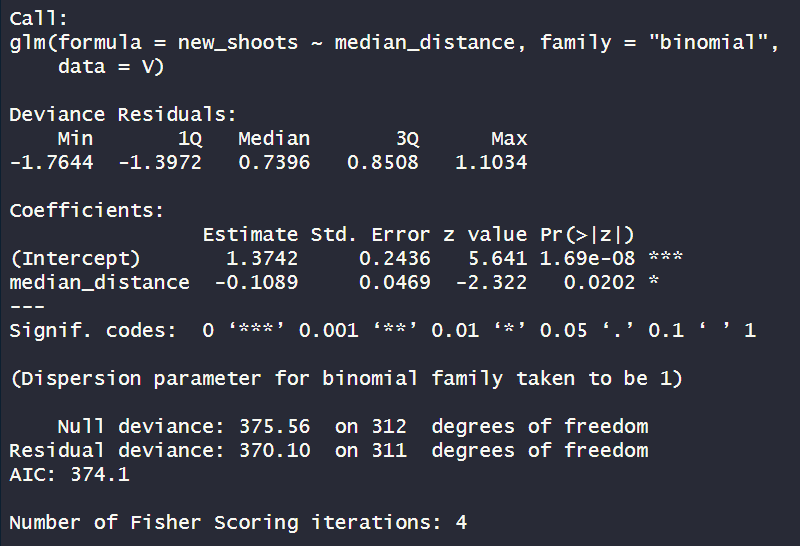 Call:
glm(formula = new_shoots ~ median_distance, family = "binomial",
    data = V)

Deviance Residuals:
    Min       1Q   Median       3Q      Max
-1.7644  -1.3972   0.7396   0.8508   1.1034

Coefficients:
                Estimate Std. Error z value Pr(>|z|)
(Intercept)       1.3742     0.2436   5.641 1.69e-08 ***
median_distance  -0.1089     0.0469  -2.322   0.0202 *
---
Signif. codes:  0 ‘***’ 0.001 ‘**’ 0.01 ‘*’ 0.05 ‘.’ 0.1 ‘ ’ 1

(Dispersion parameter for binomial family taken to be 1)

    Null deviance: 375.56  on 312  degrees of freedom
Residual deviance: 370.10  on 311  degrees of freedom
AIC: 374.1

Number of Fisher Scoring iterations: 4